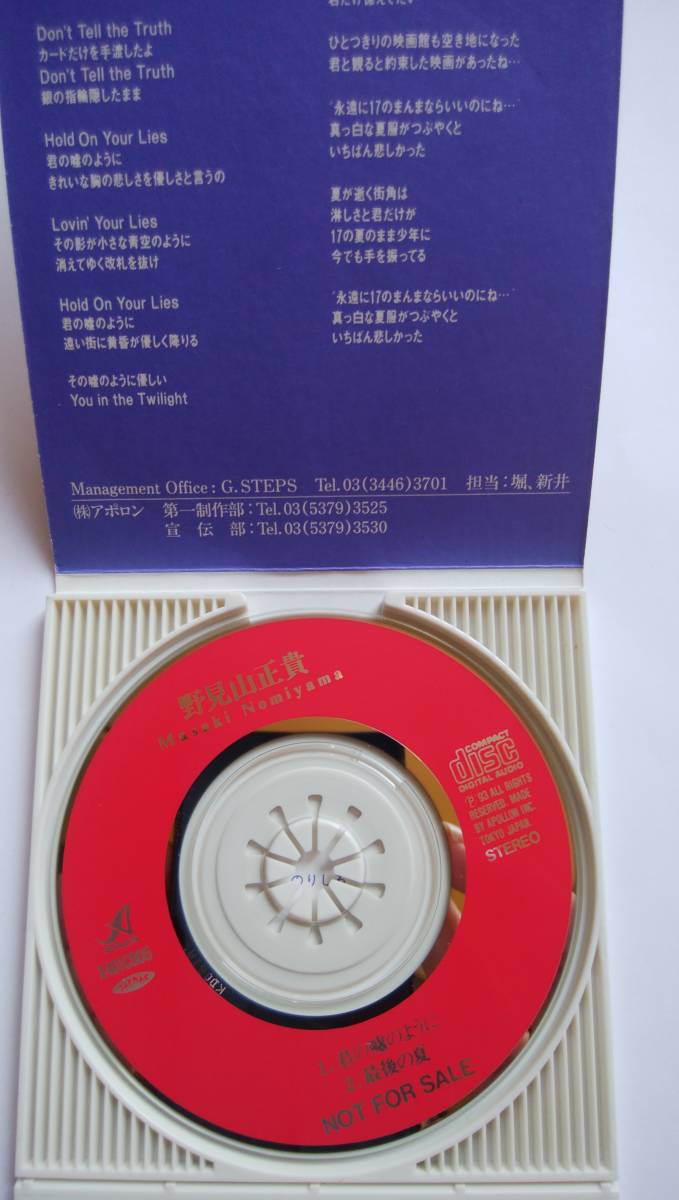 Don't Tell the Truth
カードだけを手渡したよ
Don't Tell the Truth
銀の指輪隠したまま
Hold On Your Lies
君の嘘のように
きれいな胸の悲しさを優しさと言うの
Lovin' Your Lies
その影が小さな青空のように
消えてゆく改札を抜け
Hold On Your Lies
君の嘘のように
遠い街に黄昏が優しく降りる
その嘘のように優しい
You in the Twilight
ひとつきりの映画館も空き地になった
君と観ると約束した映画があったね…
"永遠に17のまんまならいいのにね…"
真っ白な夏服がつぶやくと
いちばん悲しかった
夏が逝く街角は
淋しさと君だけが
17の夏のまま少年に
今でも手を振ってる
"永遠に17のまんまならいいのにね…"
真っ白な夏服がつぶやくと
いちばん悲しかった
Management Office : G. STEPS Tel. 03(3446)3701 担当：堀、新井
㈱アポロン 第一制作部：Tel. 03(5379)3525
宣伝部：Tel. 03(5379)3530
野見山正貴
Masaki Nomiyama
COMPACT
disc
DIGITAL AUDIO
Ⓟ 93 ALL RIGHTS
RESERVED. MADE
BY APOLLON INC.
TOKYO JAPAN.
STEREO
のりしろ
1. 君の嘘のように
2. 最後の夏
NOT FOR SALE